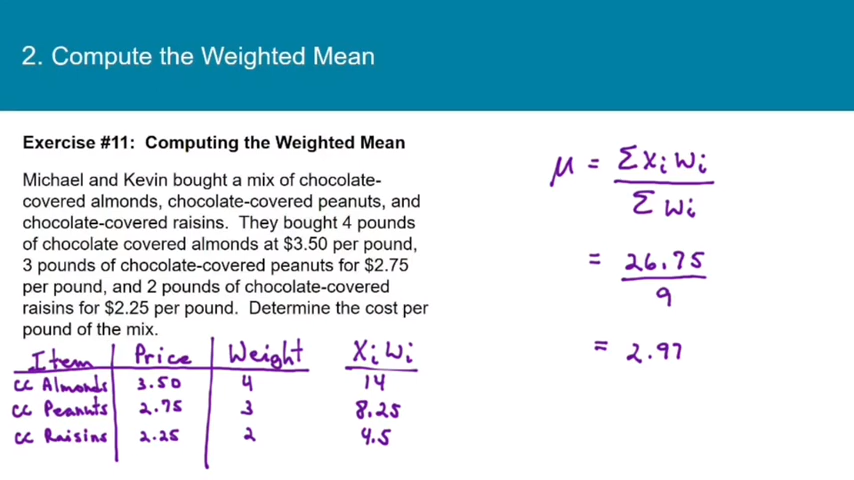 2. Compute the Weighted Mean
Exercise #11: Computing the Weighted Mean
Michael and Kevin bought a mix of chocolate-
covered almonds, chocolate-covered peanuts, and
chocolate-covered raisins. They bought 4 pounds
of chocolate covered almonds at $3.50 per pound,
3 pounds of chocolate-covered peanuts for $2.75
per pound, and 2 pounds of chocolate-covered
raisins for $2.25 per pound. Determine the cost per
pound of the mix.
Item Price Weight XiWi
CC Almonds 3.50 4 14
CC Peanuts 2.75 3 8.25
CC Raisins 2.25 2 4.5
μ = ΣXiWi
ΣWi
= 26.75
9
= 2.97